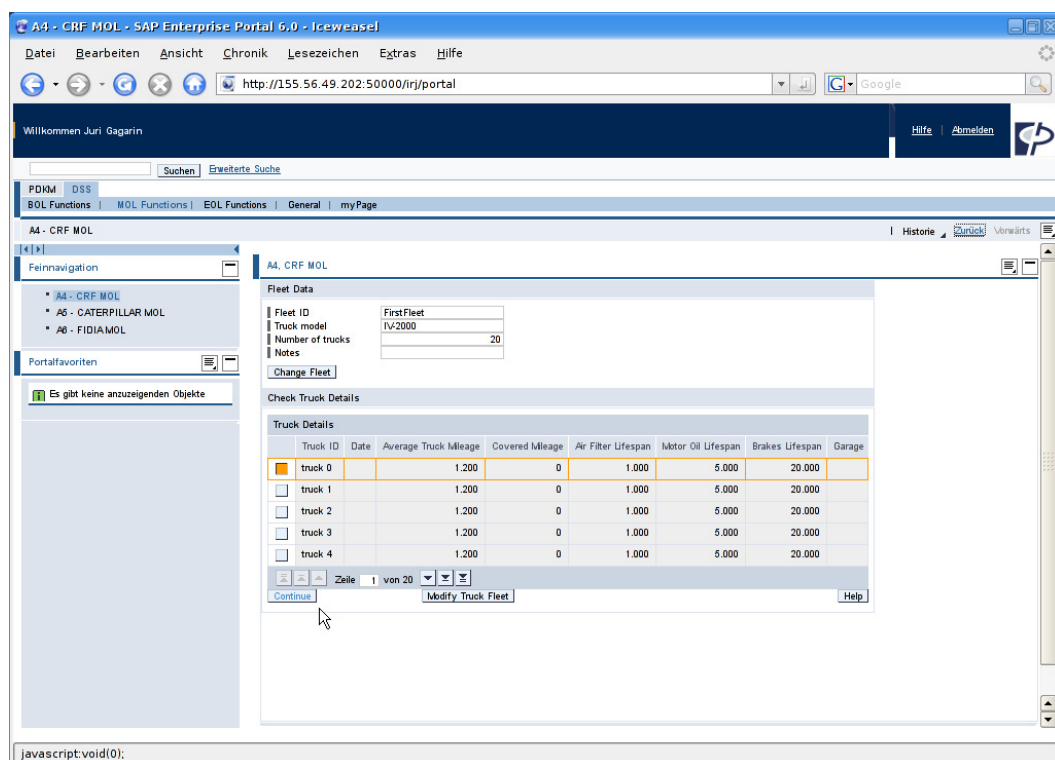 A4 - CRF MOL - SAP Enterprise Portal 6.0 - Iceweasel
Datei Bearbeiten Ansicht Chronik Lesezeichen Extras Hilfe
http://155.56.49.202:50000/irj/portal G Google
Willkommen Juri Gagarin Hilfe | Abmelden
Suchen Erweiterte Suche
PDKM DSS
BOL Functions | MOL Functions | EOL Functions | General | myPage
A4 - CRF MOL | Historie Zurück Vorwärts
Feinnavigation
A4 - CRF MOL
A5 - CATERPILLAR MOL
A6 - FIDIA MOL
Portalfavoriten
Es gibt keine anzuzeigenden Objekte
A4, CRF MOL
Fleet Data
Fleet ID FirstFleet
Truck model IV-2000
Number of trucks 20
Notes
Change Fleet
Check Truck Details
Truck Details
Truck ID Date Average Truck Mileage Covered Mileage Air Filter Lifespan Motor Oil Lifespan Brakes Lifespan Garage
truck 0 1.200 0 1.000 5.000 20.000
truck 1 1.200 0 1.000 5.000 20.000
truck 2 1.200 0 1.000 5.000 20.000
truck 3 1.200 0 1.000 5.000 20.000
truck 4 1.200 0 1.000 5.000 20.000
Zeile 1 von 20
Continue Modify Truck Fleet Help
javascript:void(0);